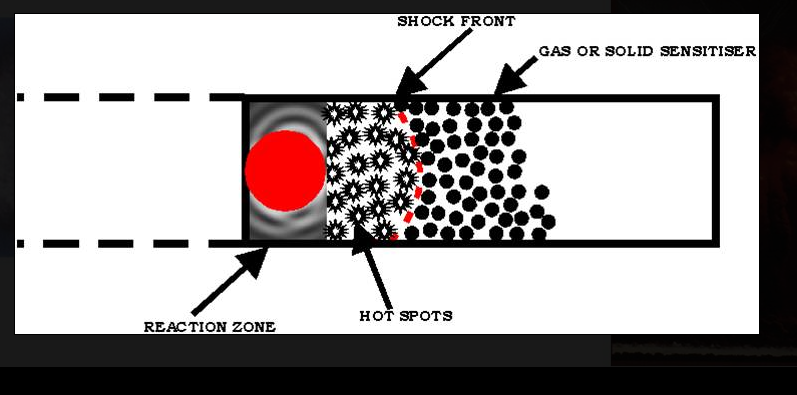 SHOCK FRONT
GAS OR SOLID SENSITISER
HOT SPOTS
REACTION ZONE